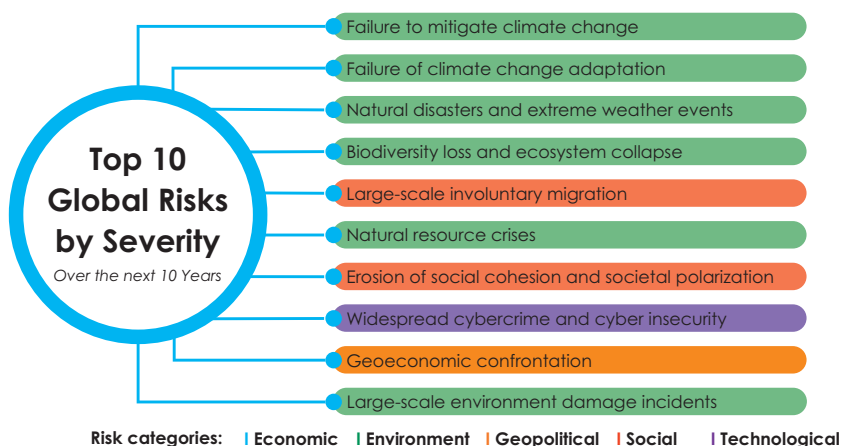 Failure to mitigate climate change
Failure of climate change adaptation
Natural disasters and extreme weather events
Top 10
Global Risks
by Severity
Over the next 10 Years
Biodiversity loss and ecosystem collapse
Large-scale involuntary migration
Natural resource crises
Erosion of social cohesion and societal polarization
Widespread cybercrime and cyber insecurity
Geoeconomic confrontation
Large-scale environment damage incidents
Risk categories: | Economic | Environment | Geopolitical | Social | Technological